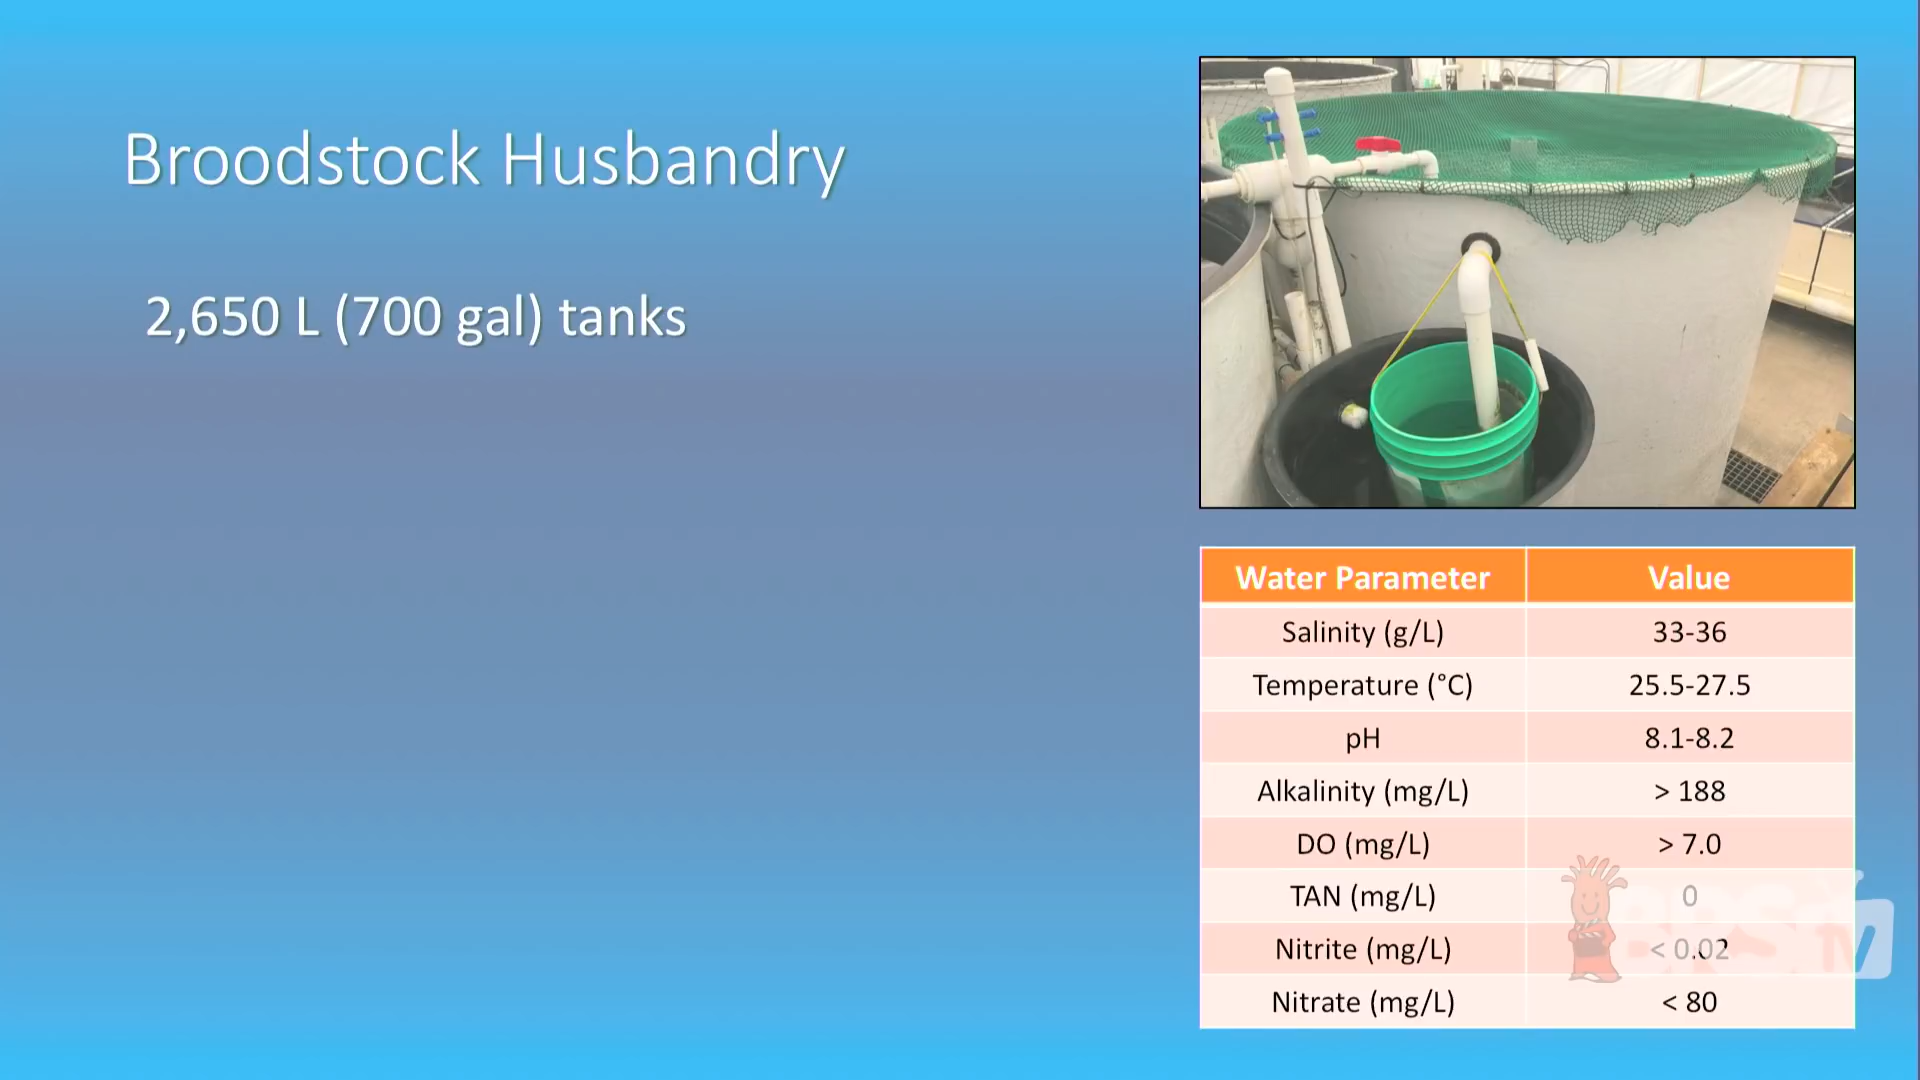 Broodstock Husbandry
2,650 L (700 gal) tanks
Water Parameter Value
Salinity (g/L) 33-36
Temperature (°C) 25.5-27.5
pH 8.1-8.2
Alkalinity (mg/L) > 188
DO (mg/L) > 7.0
TAN (mg/L) 0
Nitrite (mg/L) < 0.02
Nitrate (mg/L) < 80
BRStv